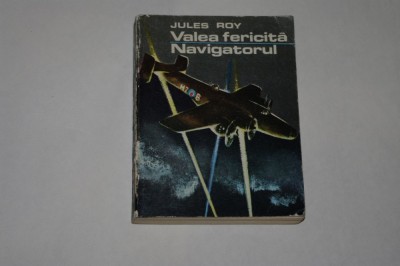 JULES ROY
Valea fericită
Navigatorul